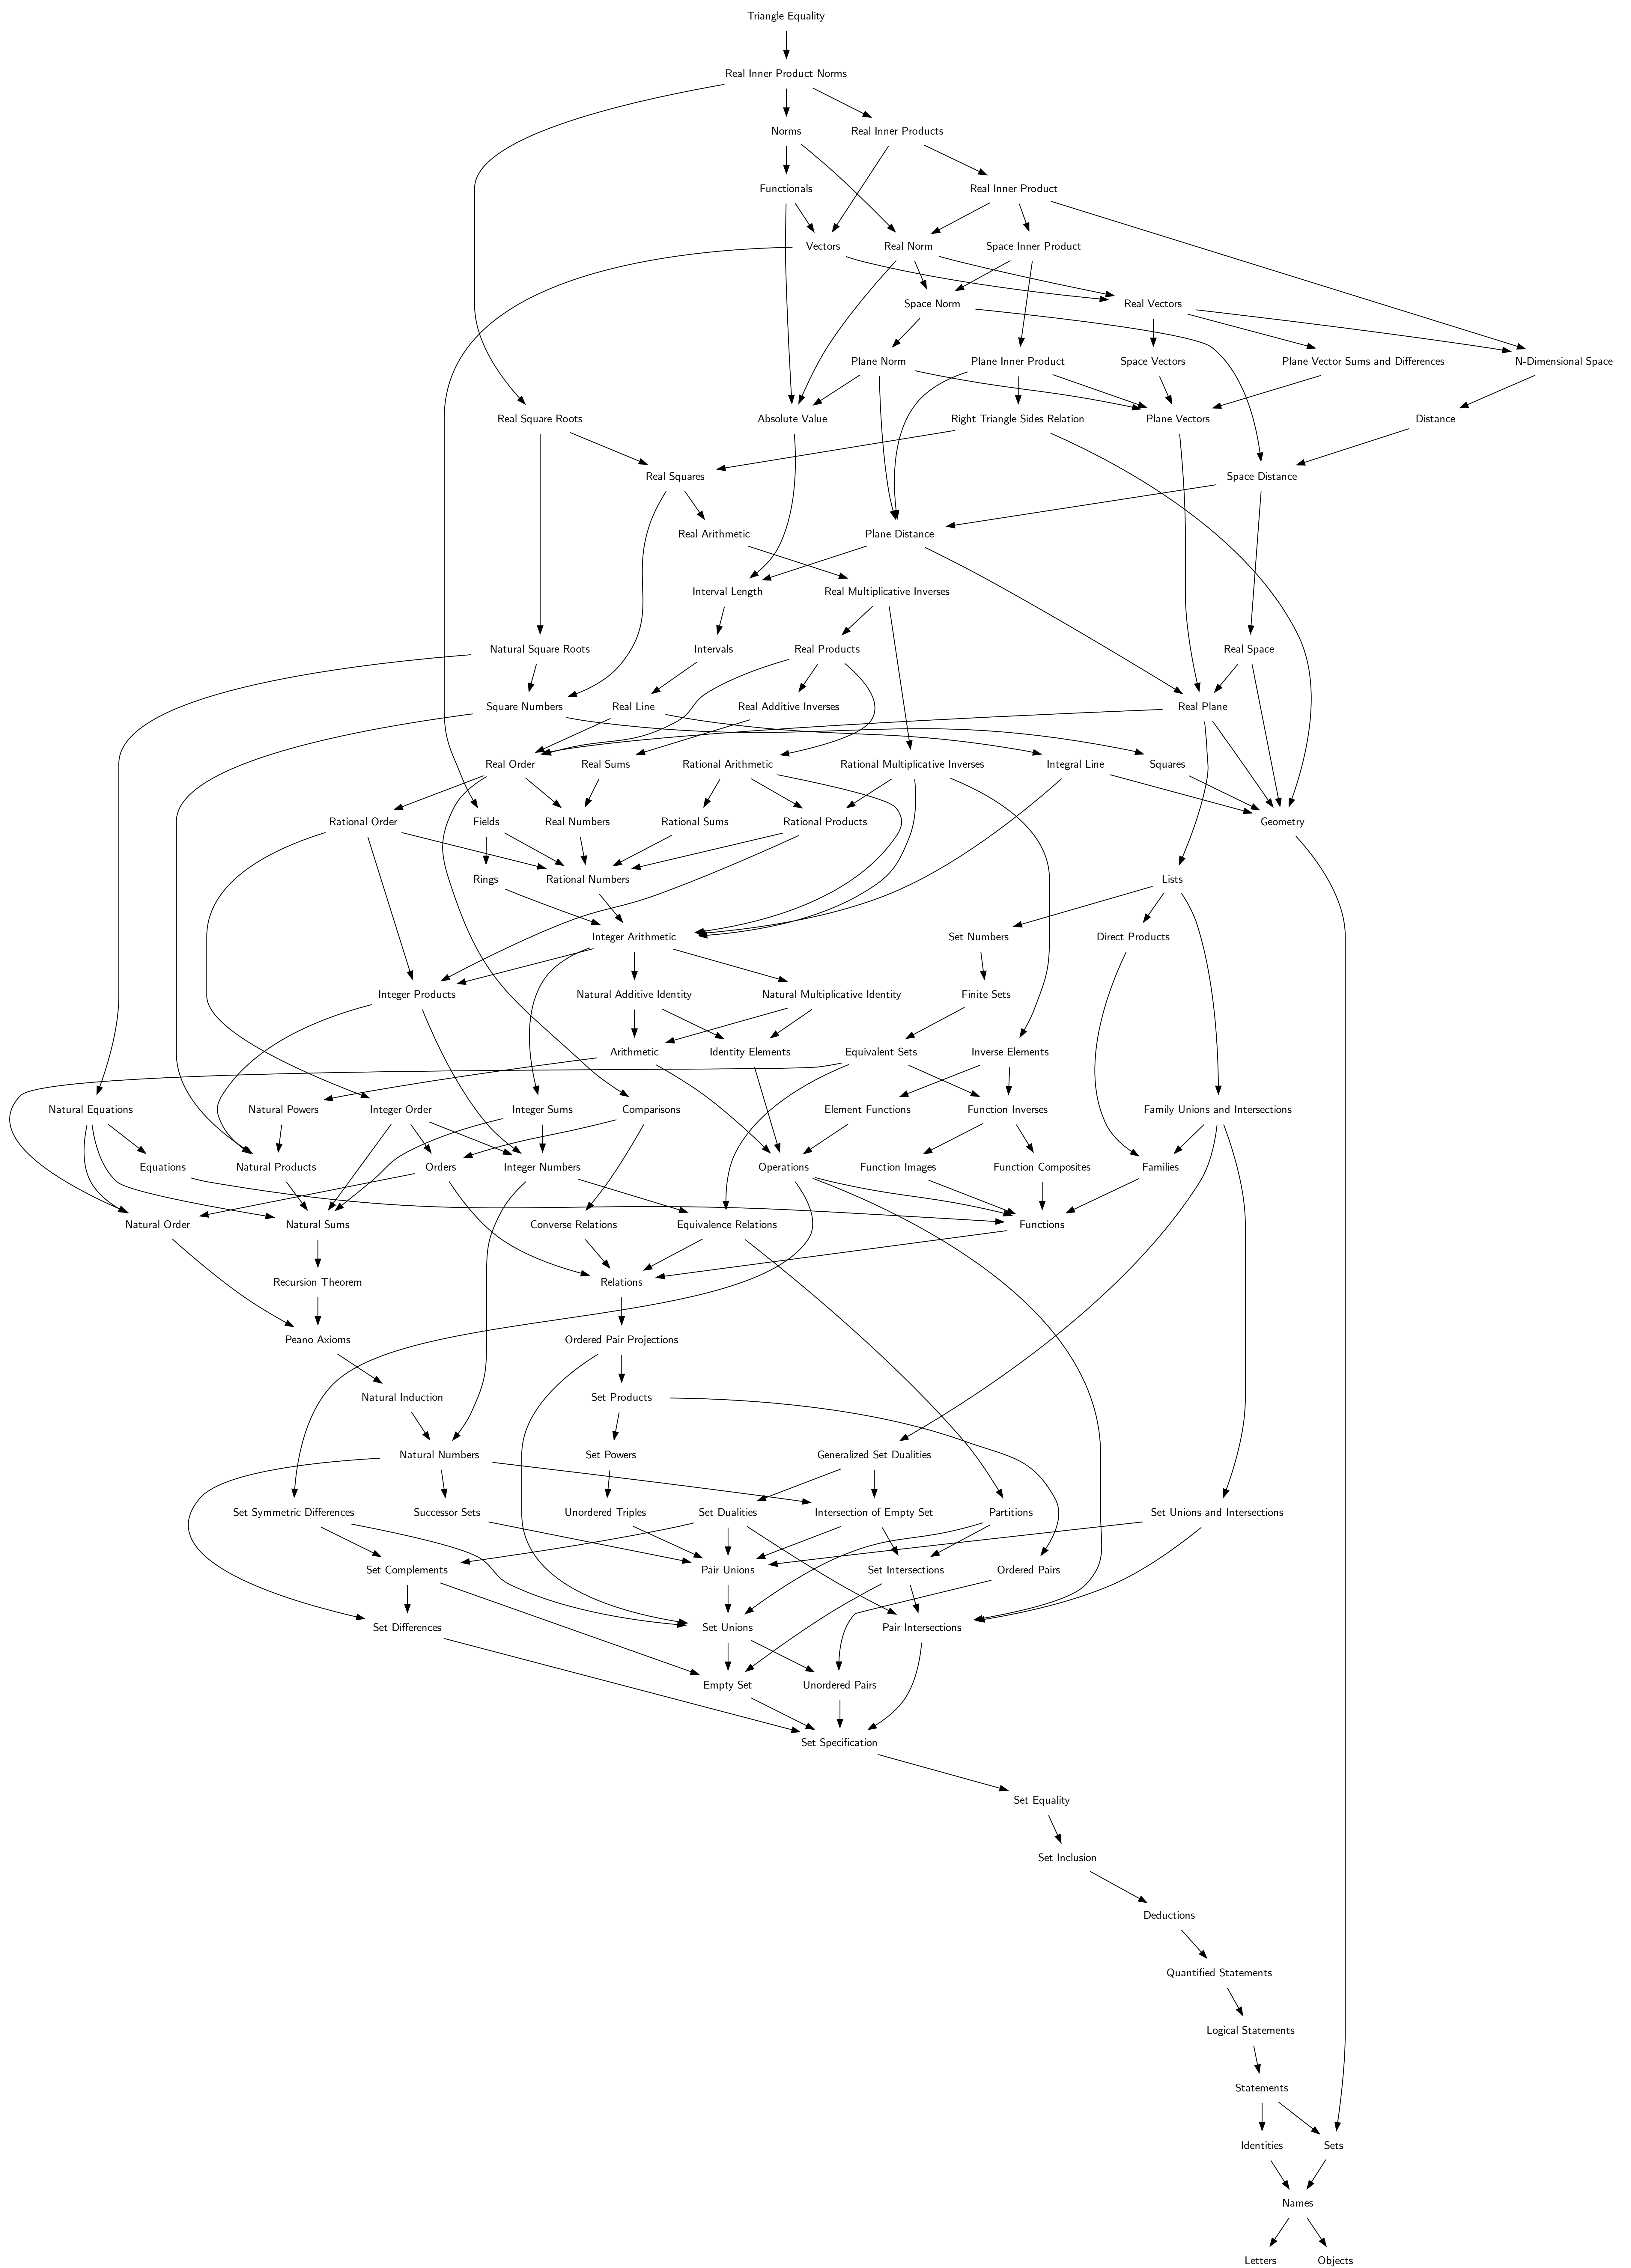 Triangle Equality
Real Inner Product Norms
Norms
Real Inner Products
Functionals
Real Inner Product
Vectors
Real Norm
Space Inner Product
Space Norm
Real Vectors
Plane Norm
Plane Inner Product
Space Vectors
Plane Vector Sums and Differences
N-Dimensional Space
Real Square Roots
Absolute Value
Right Triangle Sides Relation
Plane Vectors
Distance
Real Squares
Space Distance
Real Arithmetic
Plane Distance
Interval Length
Real Multiplicative Inverses
Natural Square Roots
Intervals
Real Products
Real Space
Square Numbers
Real Line
Real Additive Inverses
Real Plane
Real Order
Real Sums
Rational Arithmetic
Rational Multiplicative Inverses
Integral Line
Squares
Rational Order
Fields
Real Numbers
Rational Sums
Rational Products
Geometry
Rings
Rational Numbers
Lists
Integer Arithmetic
Set Numbers
Direct Products
Integer Products
Natural Additive Identity
Natural Multiplicative Identity
Finite Sets
Arithmetic
Identity Elements
Equivalent Sets
Inverse Elements
Natural Equations
Natural Powers
Integer Order
Integer Sums
Comparisons
Element Functions
Function Inverses
Family Unions and Intersections
Equations
Natural Products
Orders
Integer Numbers
Operations
Function Images
Function Composites
Families
Natural Order
Natural Sums
Converse Relations
Equivalence Relations
Functions
Recursion Theorem
Relations
Peano Axioms
Ordered Pair Projections
Natural Induction
Set Products
Natural Numbers
Set Powers
Generalized Set Dualities
Set Symmetric Differences
Successor Sets
Unordered Triples
Set Dualities
Intersection of Empty Set
Partitions
Set Unions and Intersections
Set Complements
Pair Unions
Set Intersections
Ordered Pairs
Set Differences
Set Unions
Pair Intersections
Empty Set
Unordered Pairs
Set Specification
Set Equality
Set Inclusion
Deductions
Quantified Statements
Logical Statements
Statements
Identities
Sets
Names
Letters
Objects